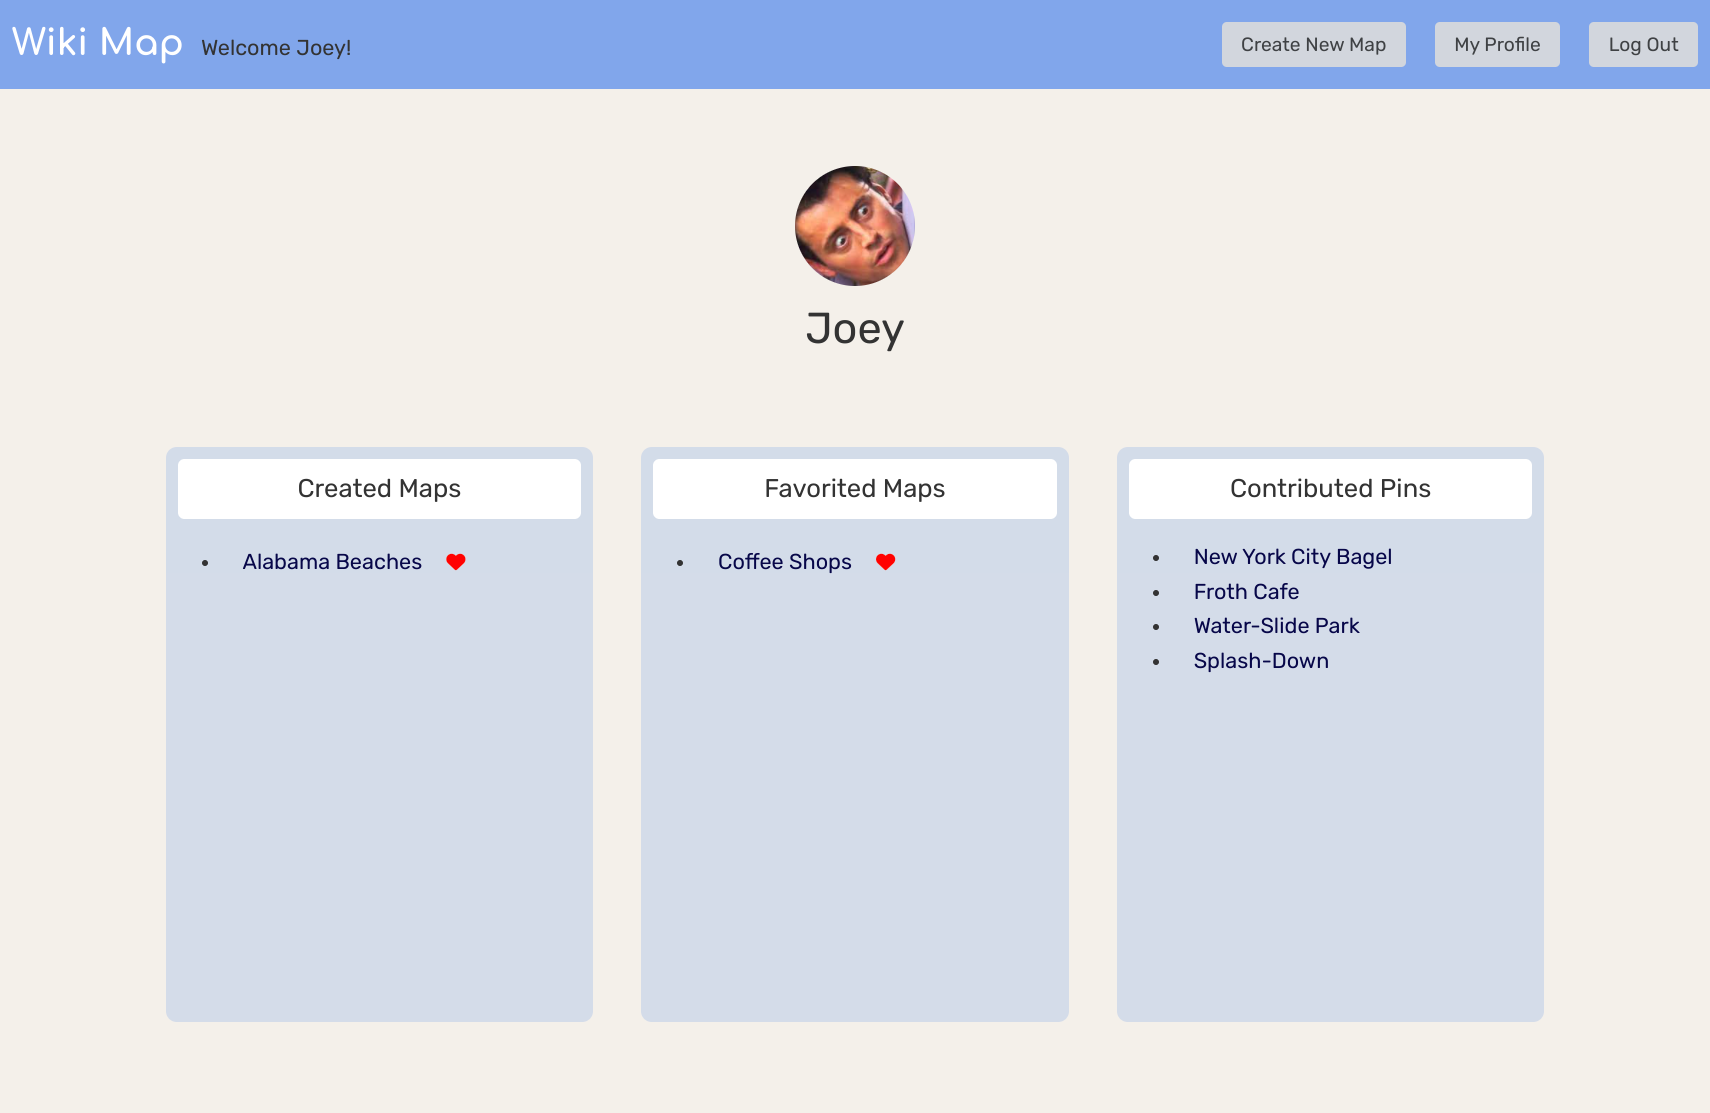 Wiki Map
Welcome Joey!
Create New Map
My Profile
Log Out
Joey
Created Maps
Alabama Beaches
Favorited Maps
Coffee Shops
Contributed Pins
New York City Bagel
Froth Cafe
Water-Slide Park
Splash-Down